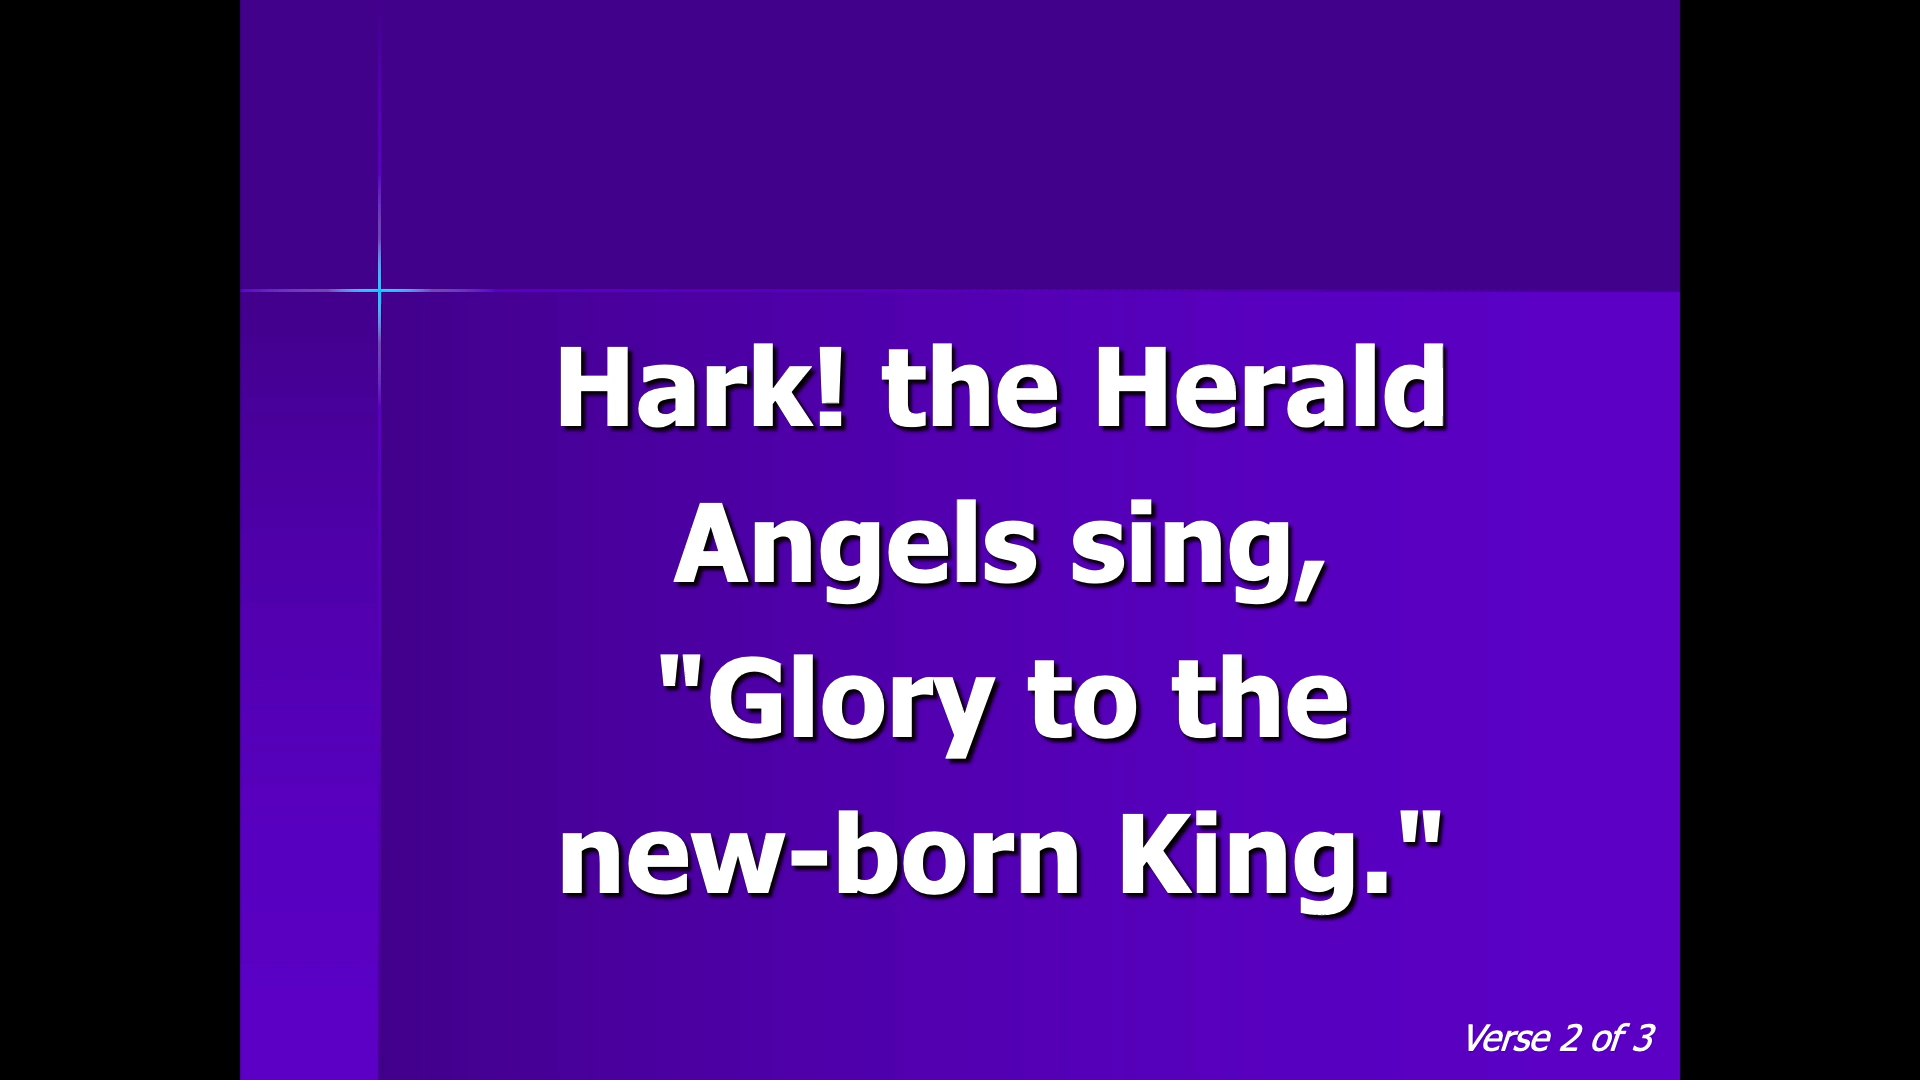 Hark! the Herald
Angels sing,
"Glory to the
new-born King."
Verse 2 of 3